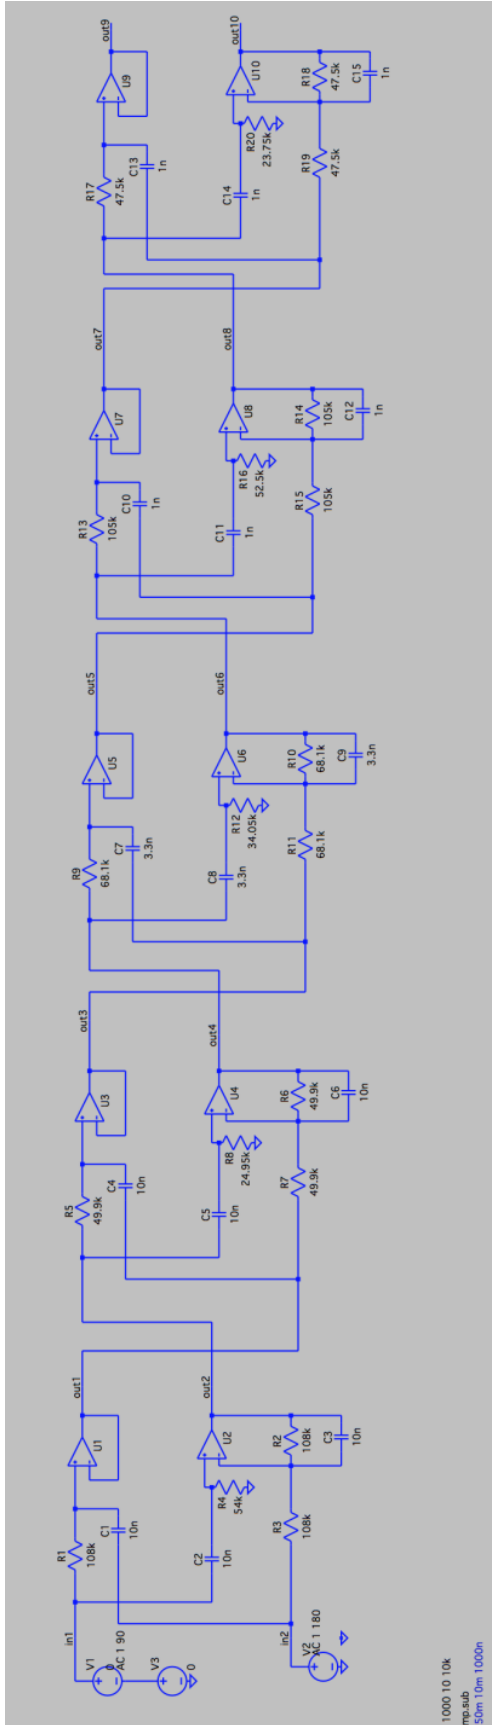 in1
V1
0
AC 1 90
V3
0
R1
108k
C1
10n
U1
out1
C2
10n
R4
54k
U2
out2
in2
V2
AC 1 180
R3
108k
R2
108k
C3
10n
R5
49.9k
C4
10n
U3
out3
C5
10n
R8
24.95k
U4
out4
R7
49.9k
R6
49.9k
C6
10n
R9
68.1k
C7
3.3n
U5
out5
C8
3.3n
R12
34.05k
U6
out6
R11
68.1k
R10
68.1k
C9
3.3n
R13
105k
C10
1n
U7
out7
C11
1n
R16
52.5k
U8
out8
R15
105k
R14
105k
C12
1n
R17
47.5k
C13
1n
U9
out9
C14
1n
R20
23.75k
U10
out10
R19
47.5k
R18
47.5k
C15
1n
1000 10 10k
mp.sub
50m 10m 1000n